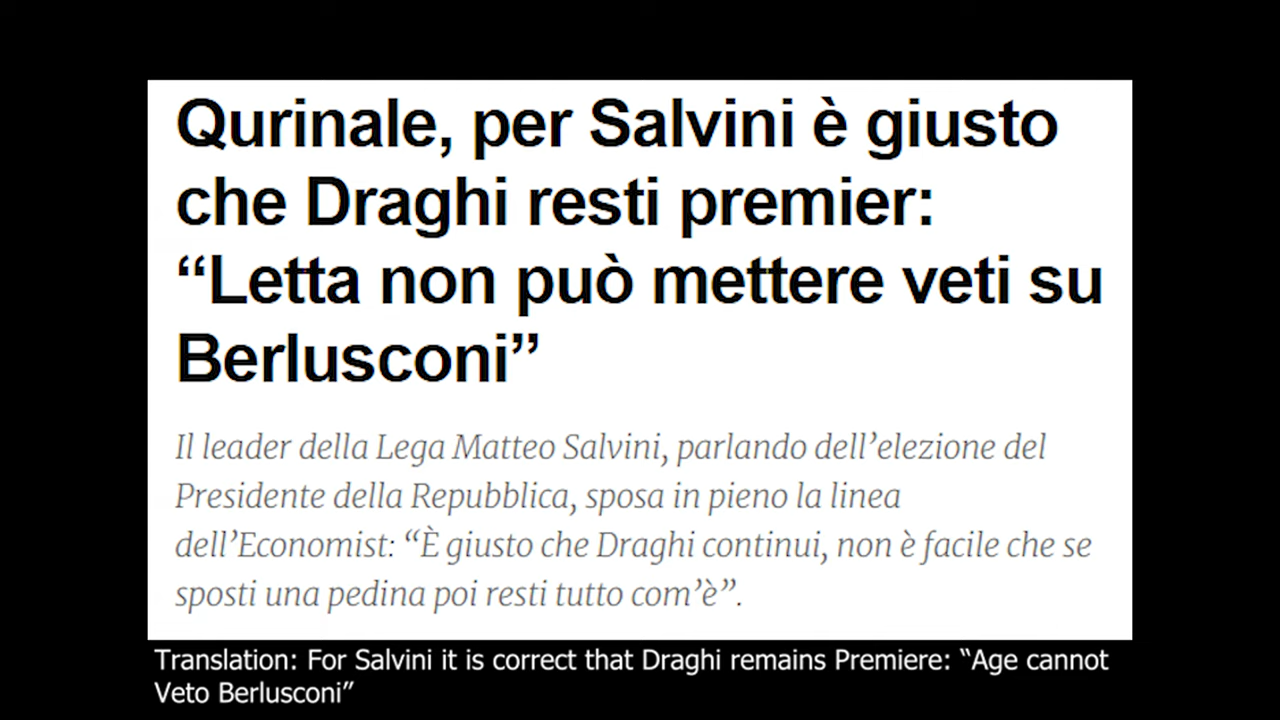 Qurinale, per Salvini è giusto
che Draghi resti premier:
“Letta non può mettere veti su
Berlusconi”
Il leader della Lega Matteo Salvini, parlando dell’elezione del
Presidente della Repubblica, sposa in pieno la linea
dell’Economist: “È giusto che Draghi continui, non è facile che se
sposti una pedina poi resti tutto com’è”.
Translation: For Salvini it is correct that Draghi remains Premiere: “Age cannot
Veto Berlusconi”